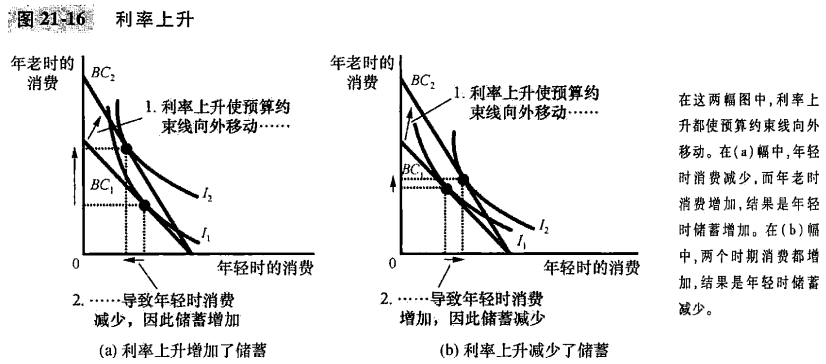 图 21-16 利率上升
年老时的
消费
BC₂
1. 利率上升使预算约
束线向外移动……
BC₁
I₂
I₁
0
年轻时的消费
2. ……导致年轻时消费
减少，因此储蓄增加
(a) 利率上升增加了储蓄
年老时的
消费
BC₂
1. 利率上升使预算约
束线向外移动……
BC₁
I₂
I₁
0
年轻时的消费
2. ……导致年轻时消费
增加，因此储蓄减少
(b) 利率上升减少了储蓄
在这两幅图中,利率上
升都使预算约束线向外
移动。在(a)幅中,年轻
时消费减少,而年老时
消费增加,结果是年轻
时储蓄增加。在(b)幅
中,两个时期消费都增
加,结果是年轻时储蓄
减少。